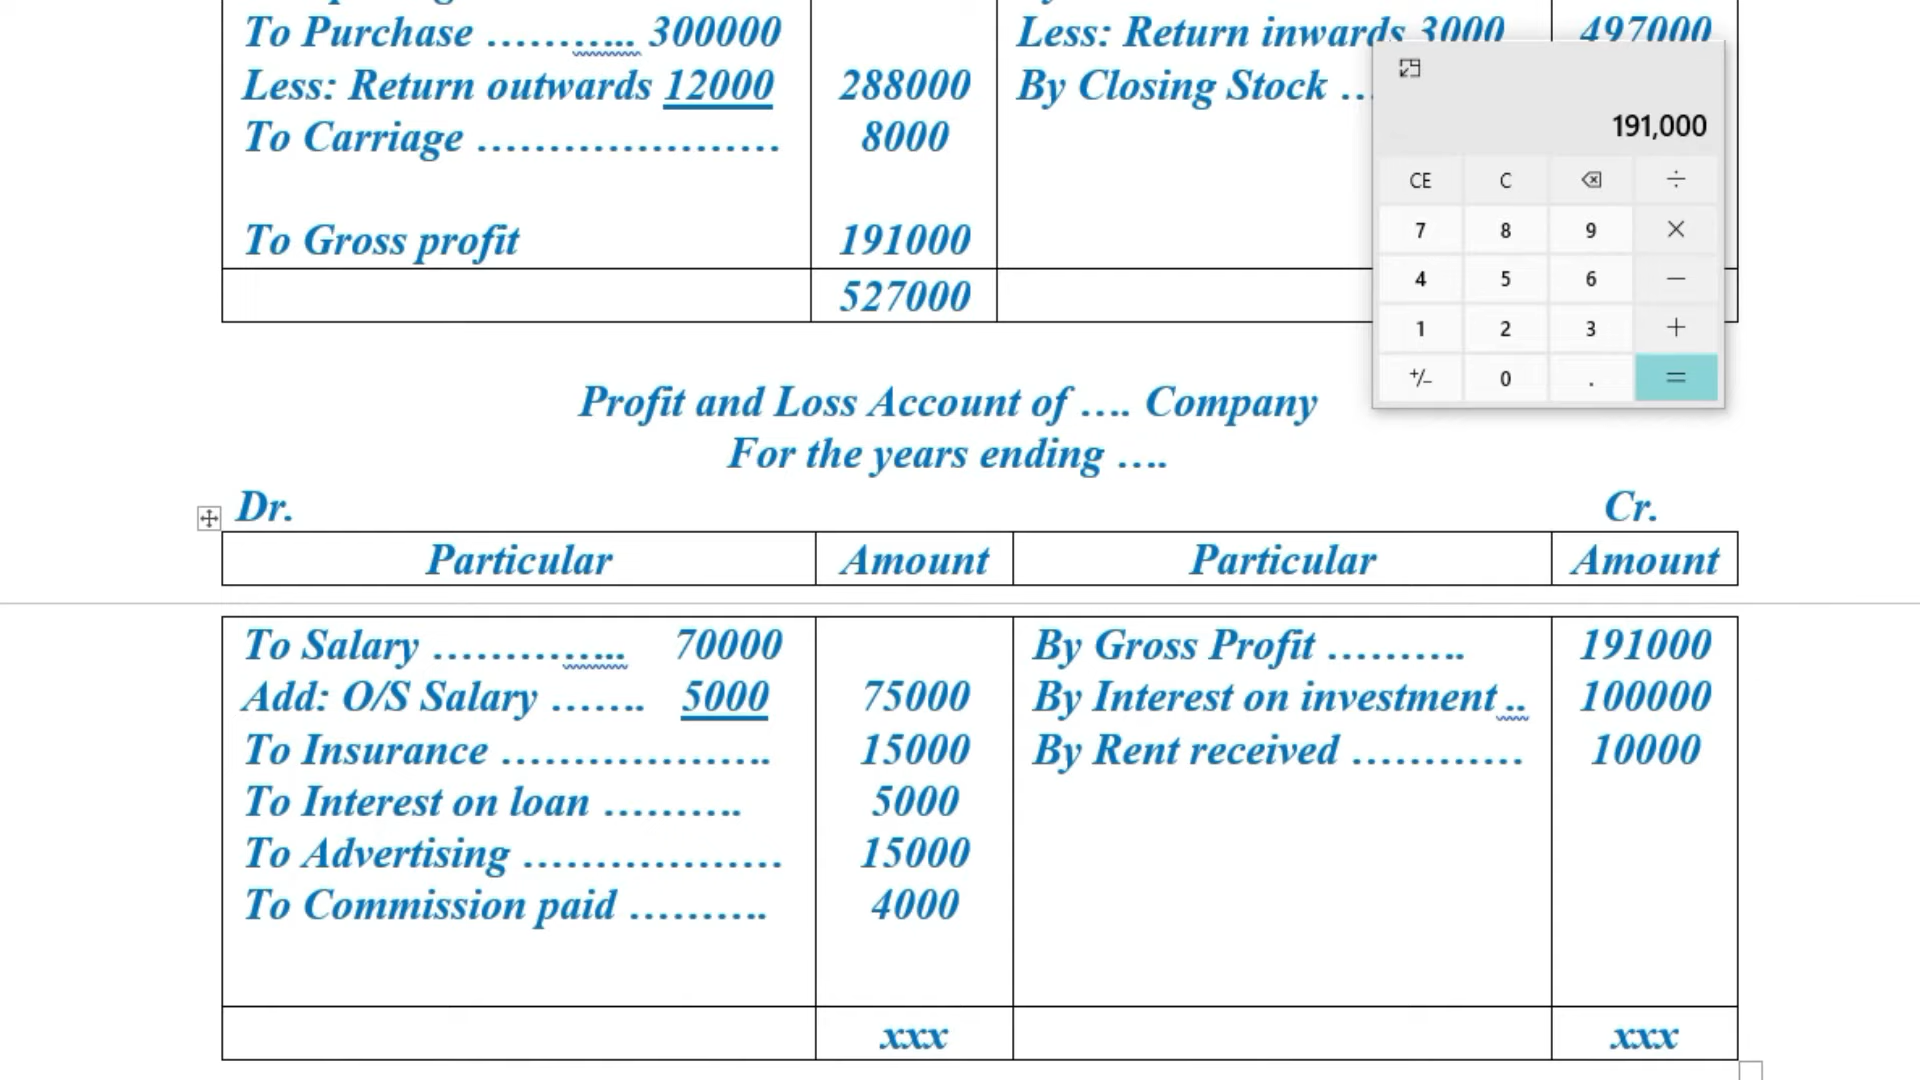 To Purchase ………….. 300000
Less: Return inwards 3000 497000
Less: Return outwards 12000 288000
By Closing Stock …
To Carriage ………………… 8000
To Gross profit 191000
527000
191,000
CE C ÷
7 8 9 ×
4 5 6 −
1 2 3 +
+/− 0 . =
Profit and Loss Account of …. Company
For the years ending ….
Dr. Cr.
Particular Amount Particular Amount
To Salary …………….. 70000 By Gross Profit ………. 191000
Add: O/S Salary ……. 5000 75000 By Interest on investment .. 100000
To Insurance ………………. 15000 By Rent received ………… 10000
To Interest on loan ………. 5000
To Advertising ……………… 15000
To Commission paid ………. 4000
xxx xxx